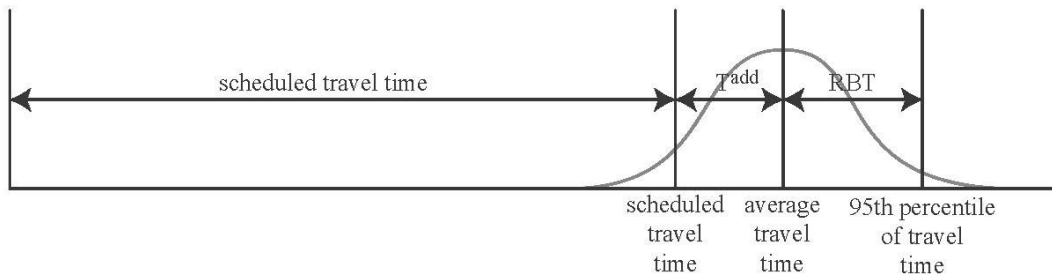 scheduled travel time
T^add
RBT
scheduled
travel
time
average
travel
time
95th percentile
of travel
time